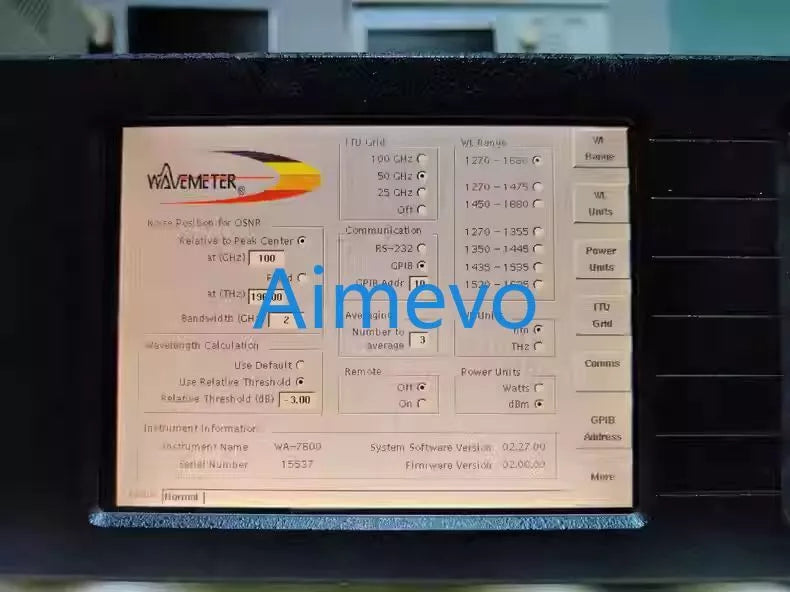 WAVEMETER®
Noise Position for OSNR
Relative to Peak Center
at (GHz) 100
at (THz)
Bandwidth (GHz) 2
Wavelength Calculation
Use Default
Use Relative Threshold
Relative Threshold (dB) -3.00
ITU Grid
100 GHz
50 GHz
25 GHz
Off
Communication
RS-232
GPIB
GPIB Addr 10
Averaging
Number to
average 3
Remote
Off
On
WL Range
1270 - 1680
1270 - 1475
1450 - 1680
1270 - 1355
1350 - 1445
1435 - 1535
WL Units
nm
THz
Power Units
Watts
dBm
Instrument Information
Instrument Name WA-7600
Serial Number 15537
System Software Version 02.27.00
Firmware Version 02.00.00
Normal
WL
Range
WL
Units
Power
Units
ITU
Grid
Comms
GPIB
Address
More
Aimevo